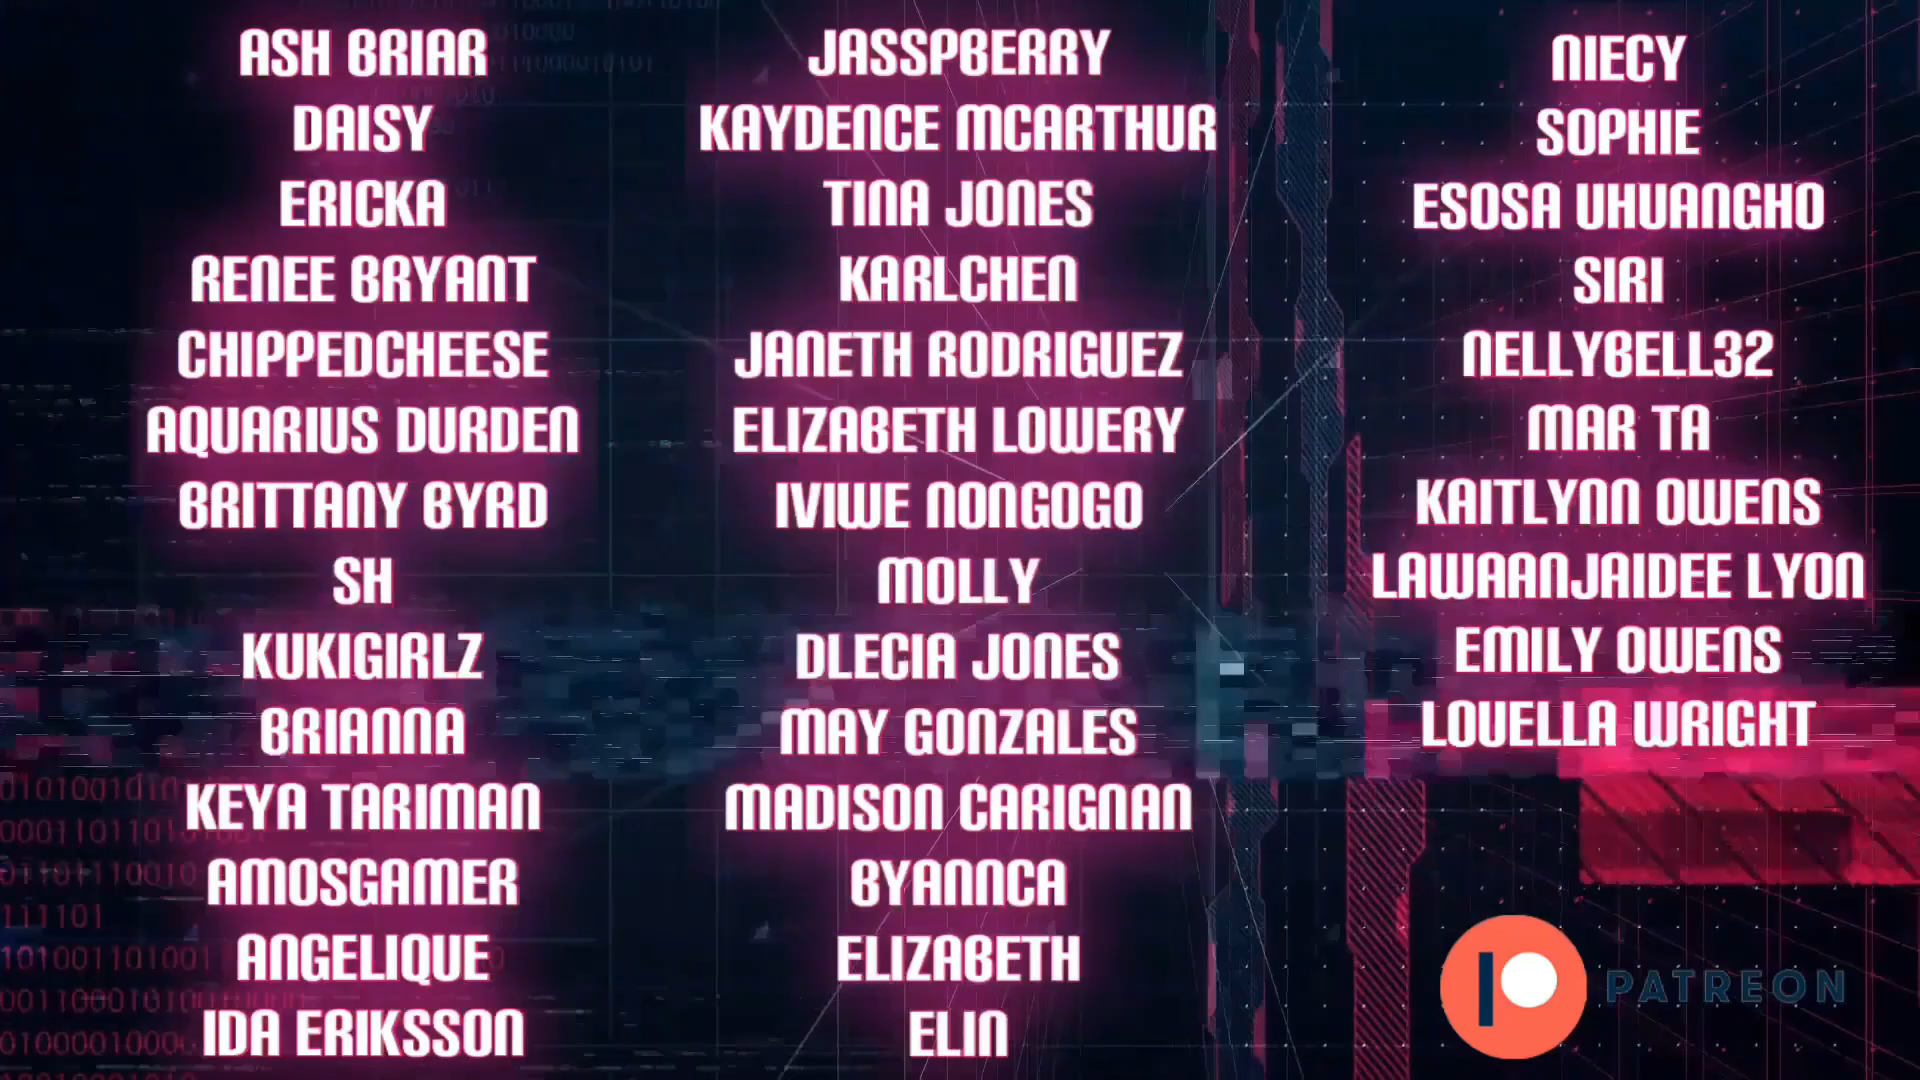 ASH BRIAR
DAISY
ERICKA
RENEE BRYANT
CHIPPEDCHEESE
AQUARIUS DURDEN
BRITTANY BYRD
SH
KUKIGIRLZ
BRIANNA
KEYA TARIMAN
AMOSGAMER
ANGELIQUE
IDA ERIKSSON
JASSPBERRY
KAYDENCE MCARTHUR
TINA JONES
KARLCHEN
JANETH RODRIGUEZ
ELIZABETH LOWERY
IVIWE NONGOGO
MOLLY
DLECIA JONES
MAY GONZALES
MADISON CARIGNAN
BYANNCA
ELIZABETH
ELIN
NIECY
SOPHIE
ESOSA UHUANGHO
SIRI
NELLYBELL32
MAR TA
KAITLYNN OWENS
LAWAANJAIDEE LYON
EMILY OWENS
LOUELLA WRIGHT
PATREON